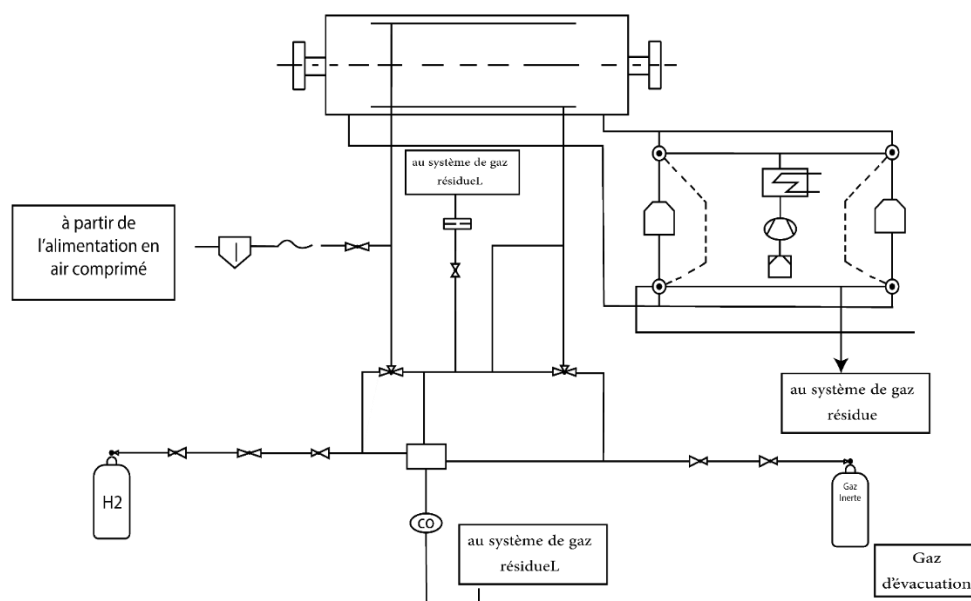 au système de gaz
résidueL
à partir de
l'alimentation en
air comprimé
au système de gaz
résidue
H2
Gaz
Inerte
CO
au système de gaz
résidueL
Gaz
d'évacuation